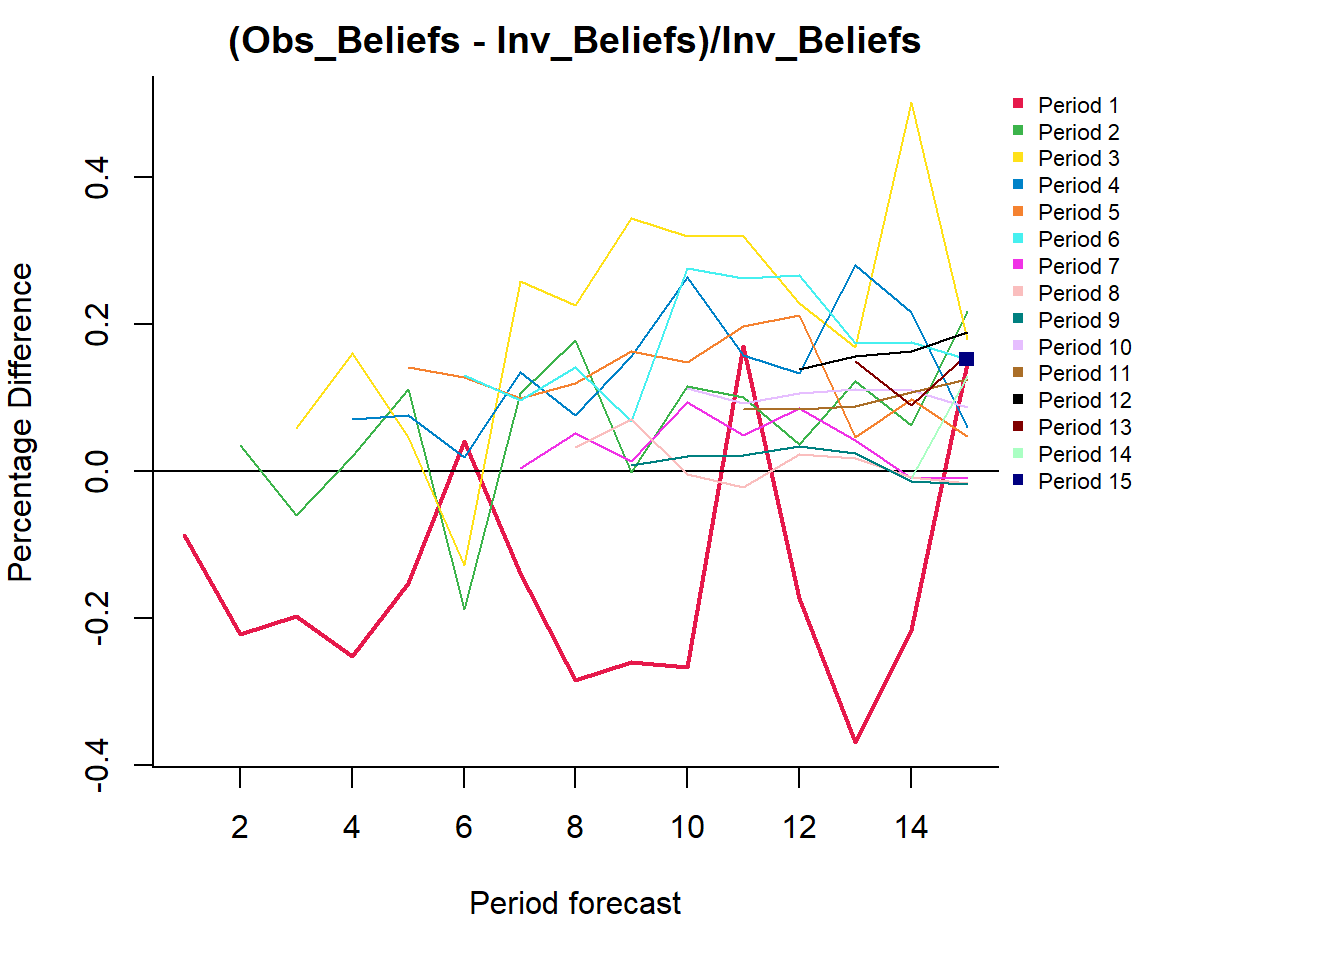 (Obs_Beliefs - Inv_Beliefs)/Inv_Beliefs
Percentage Difference
0.4
0.2
0.0
-0.2
-0.4
2 4 6 8 10 12 14
Period forecast
Period 1
Period 2
Period 3
Period 4
Period 5
Period 6
Period 7
Period 8
Period 9
Period 10
Period 11
Period 12
Period 13
Period 14
Period 15